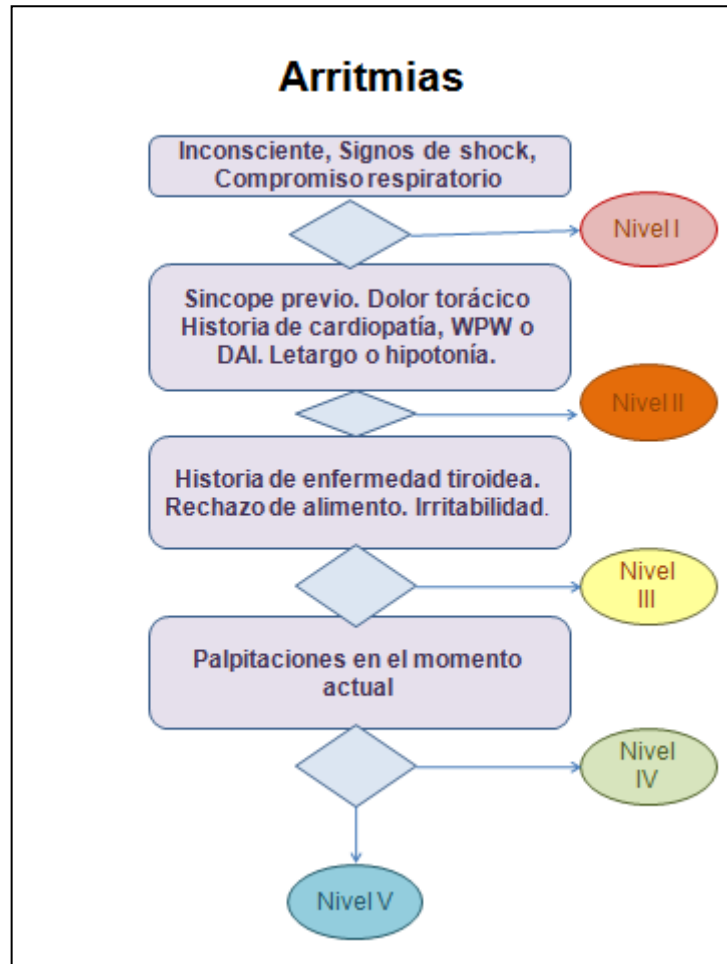 Arritmias
Inconsciente, Signos de shock,
Compromiso respiratorio
Nivel I
Sincope previo. Dolor torácico
Historia de cardiopatía, WPW o
DAI. Letargo o hipotonía.
Nivel II
Historia de enfermedad tiroidea.
Rechazo de alimento. Irritabilidad.
Nivel
III
Palpitaciones en el momento
actual
Nivel
IV
Nivel V